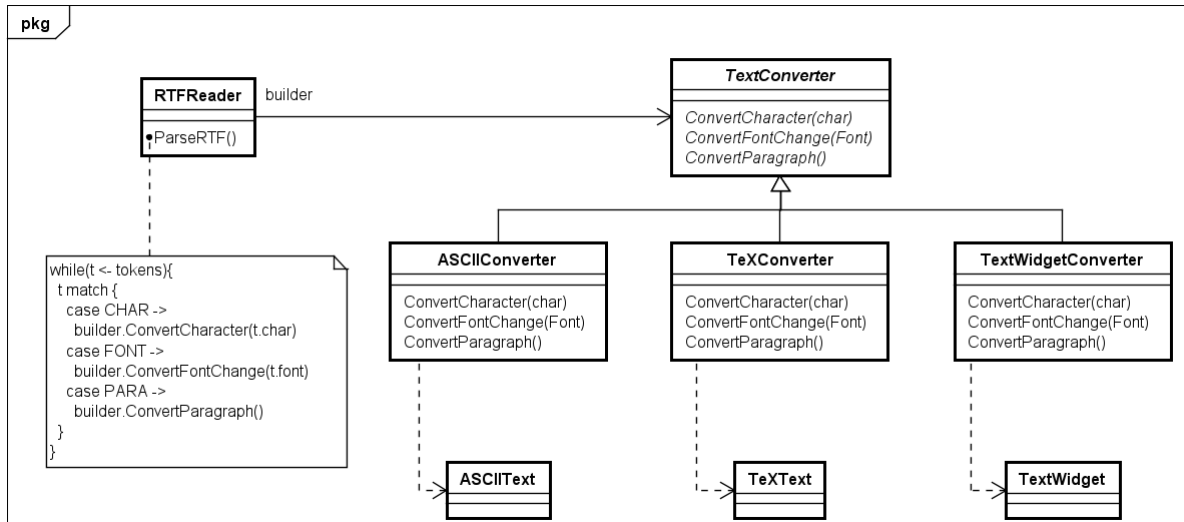 pkg
RTFReader
ParseRTF()
builder
TextConverter
ConvertCharacter(char)
ConvertFontChange(Font)
ConvertParagraph()
while(t <- tokens){
t match {
case CHAR ->
builder.ConvertCharacter(t.char)
case FONT ->
builder.ConvertFontChange(t.font)
case PARA ->
builder.ConvertParagraph()
}
}
ASCIIConverter
ConvertCharacter(char)
ConvertFontChange(Font)
ConvertParagraph()
TeXConverter
ConvertCharacter(char)
ConvertFontChange(Font)
ConvertParagraph()
TextWidgetConverter
ConvertCharacter(char)
ConvertFontChange(Font)
ConvertParagraph()
ASCIIText
TeXText
TextWidget